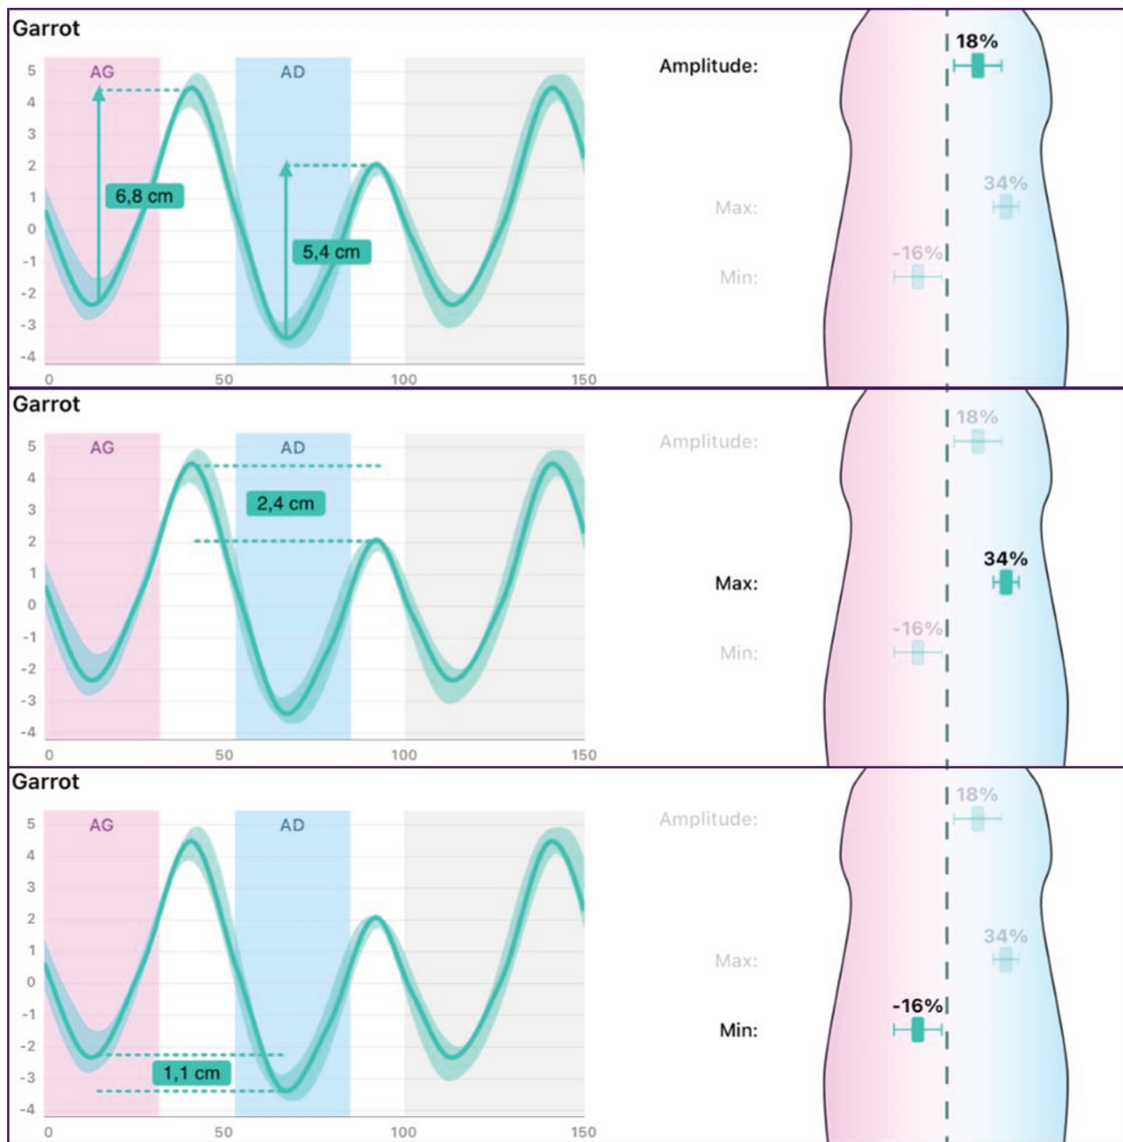 Garrot
AG AD
5
4
3
2
1
0
-1
-2
-3
-4
6,8 cm
5,4 cm
0 50 100 150
Amplitude: 18%
Max: 34%
Min: -16%
Garrot
AG AD
5
4
3
2
1
0
-1
-2
-3
-4
2,4 cm
0 50 100 150
Amplitude: 18%
Max: 34%
Min: -16%
Garrot
AG AD
5
4
3
2
1
0
-1
-2
-3
-4
1,1 cm
0 50 100 150
Amplitude: 18%
Max: 34%
Min: -16%